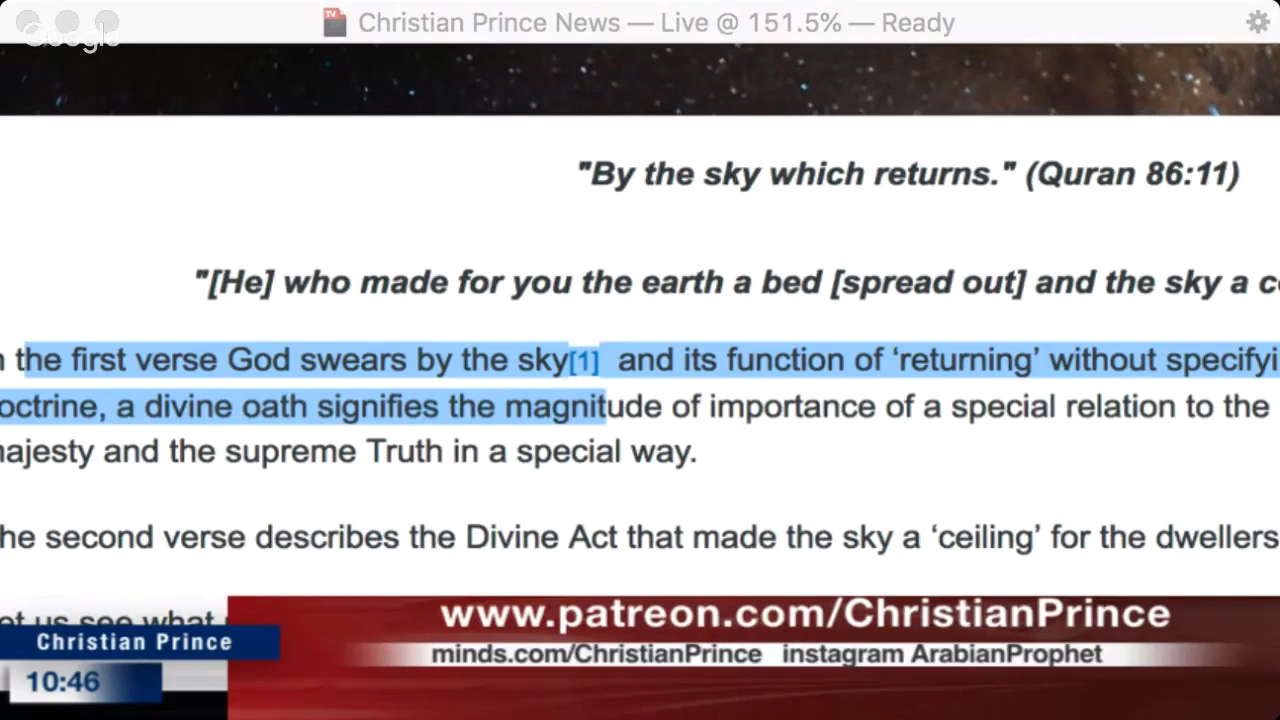 Christian Prince News — Live @ 151.5% — Ready
Google
"By the sky which returns." (Quran 86:11)
"[He] who made for you the earth a bed [spread out] and the sky a
the first verse God swears by the sky[1] and its function of ‘returning’ without
a divine oath signifies the magnitude of importance of a special relation to the
and the supreme Truth in a special way.
second verse describes the Divine Act that made the sky a ‘ceiling’ for the dwellers
us see what
www.patreon.com/ChristianPrince
Christian Prince
minds.com/ChristianPrince instagram ArabianProphet
10:46